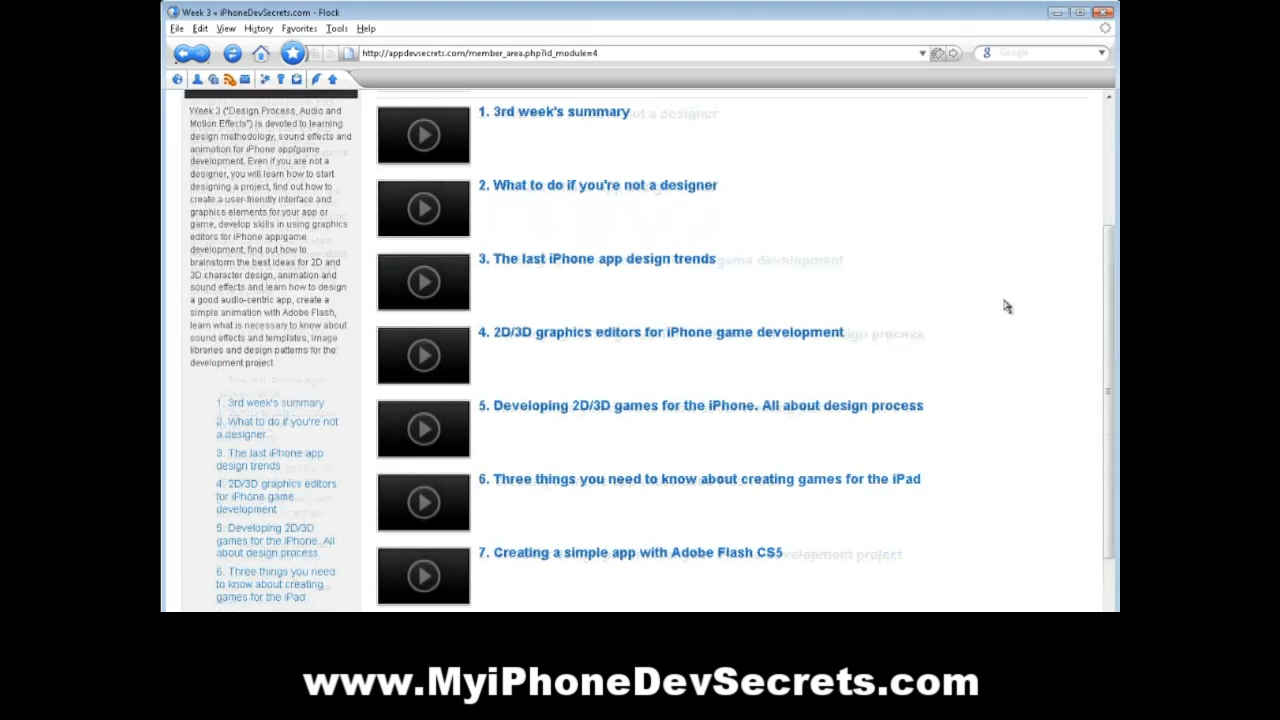 Week 3 « iPhoneDevSecrets.com - Flock
File Edit View History Favorites Tools Help
http://appdevsecrets.com/member_area.php?id_module=4
Google
Week 3 ("Design Process, Audio and
Motion Effects") is devoted to learning
design methodology, sound effects and
animation for iPhone app/game
development. Even if you are not a
designer, you will learn how to start
designing a project, find out how to
create a user-friendly interface and
graphics elements for your app or
game, develop skills in using graphics
editors for iPhone app/game
development, find out how to
brainstorm the best ideas for 2D and
3D character design, animation and
sound effects and learn how to design
a good audio-centric app, create a
simple animation with Adobe Flash,
learn what is necessary to know about
sound effects and templates, image
libraries and design patterns for the
development project.
1. 3rd week's summary
2. What to do if you're not
a designer
3. The last iPhone app
design trends
4. 2D/3D graphics editors
for iPhone game
development
5. Developing 2D/3D
games for the iPhone. All
about design process
6. Three things you need
to know about creating
games for the iPad
1. 3rd week's summary
2. What to do if you're not a designer
3. The last iPhone app design trends
4. 2D/3D graphics editors for iPhone game development
5. Developing 2D/3D games for the iPhone. All about design process
6. Three things you need to know about creating games for the iPad
7. Creating a simple app with Adobe Flash CS5
www.MyiPhoneDevSecrets.com